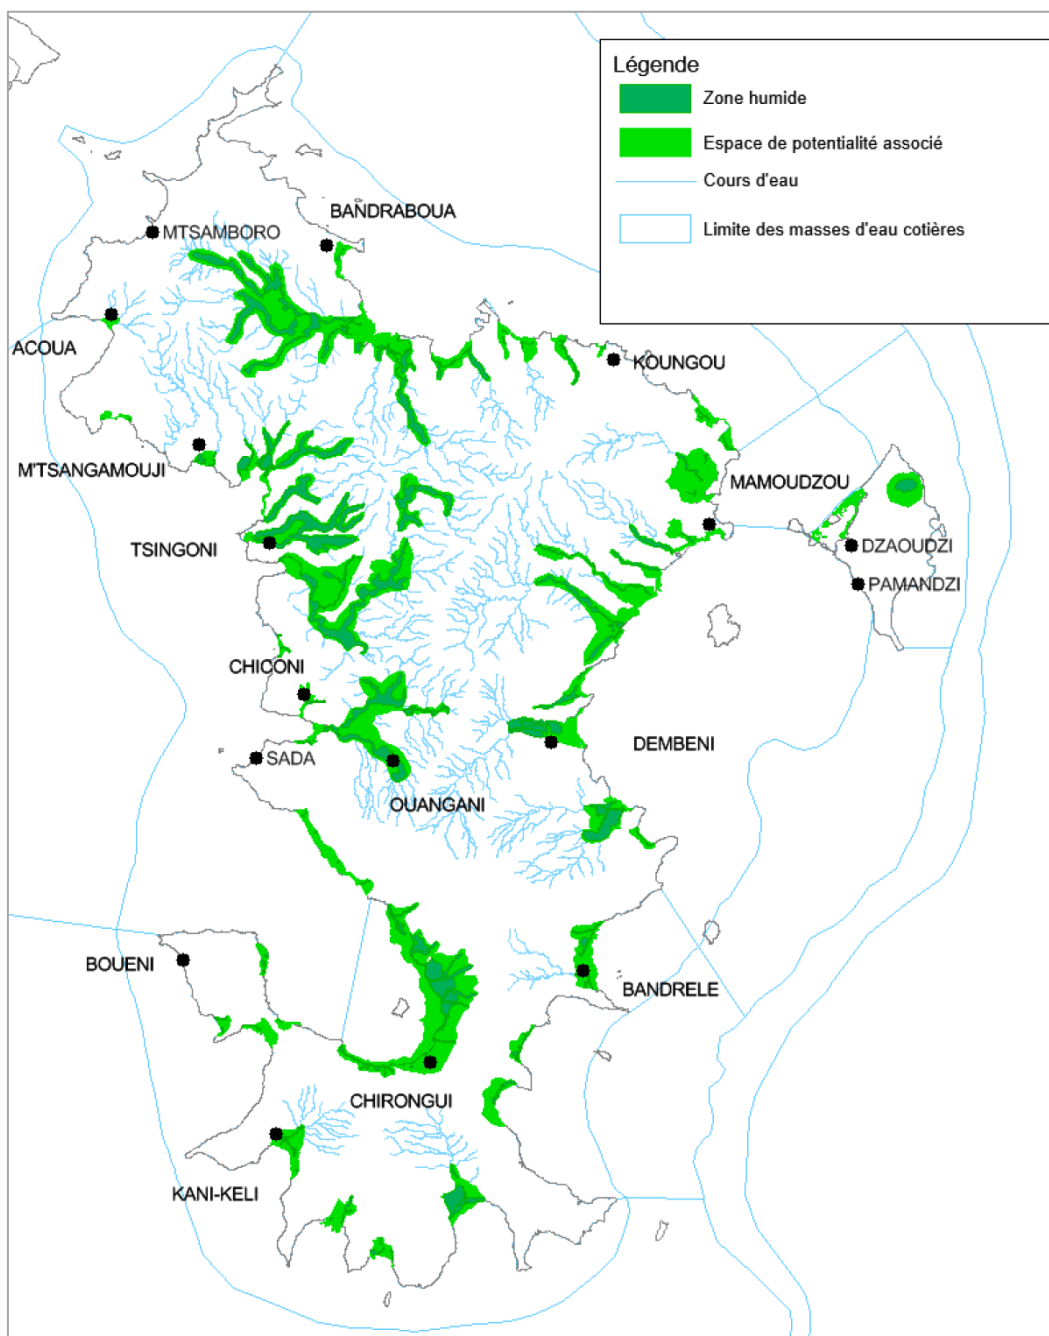 Légende
Zone humide
Espace de potentialité associé
Cours d'eau
Limite des masses d'eau cotières
BANDRABOUA
MTSAMBORO
ACOUA
KOUNGOU
M'TSANGAMOUJI
MAMOUDZOU
TSINGONI
DZAOUDZI
PAMANDZI
CHICONI
DEMBENI
SADA
OUANGANI
BOUENI
BANDRELE
CHIRONGUI
KANI-KELI